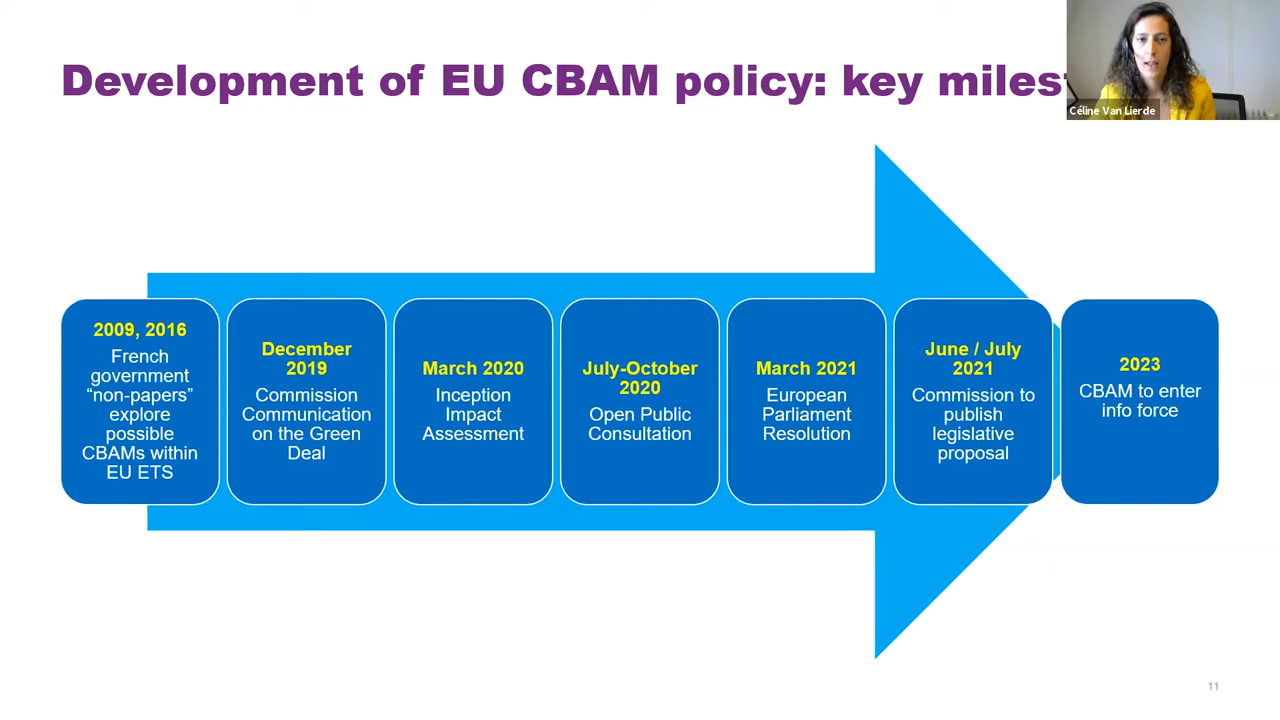 Development of EU CBAM policy: key miles
Céline Van Lierde
2009, 2016
French
government
“non-papers”
explore
possible
CBAMs within
EU ETS
December
2019
Commission
Communication
on the Green
Deal
March 2020
Inception
Impact
Assessment
July-October
2020
Open Public
Consultation
March 2021
European
Parliament
Resolution
June / July
2021
Commission to
publish
legislative
proposal
2023
CBAM to enter
info force
11